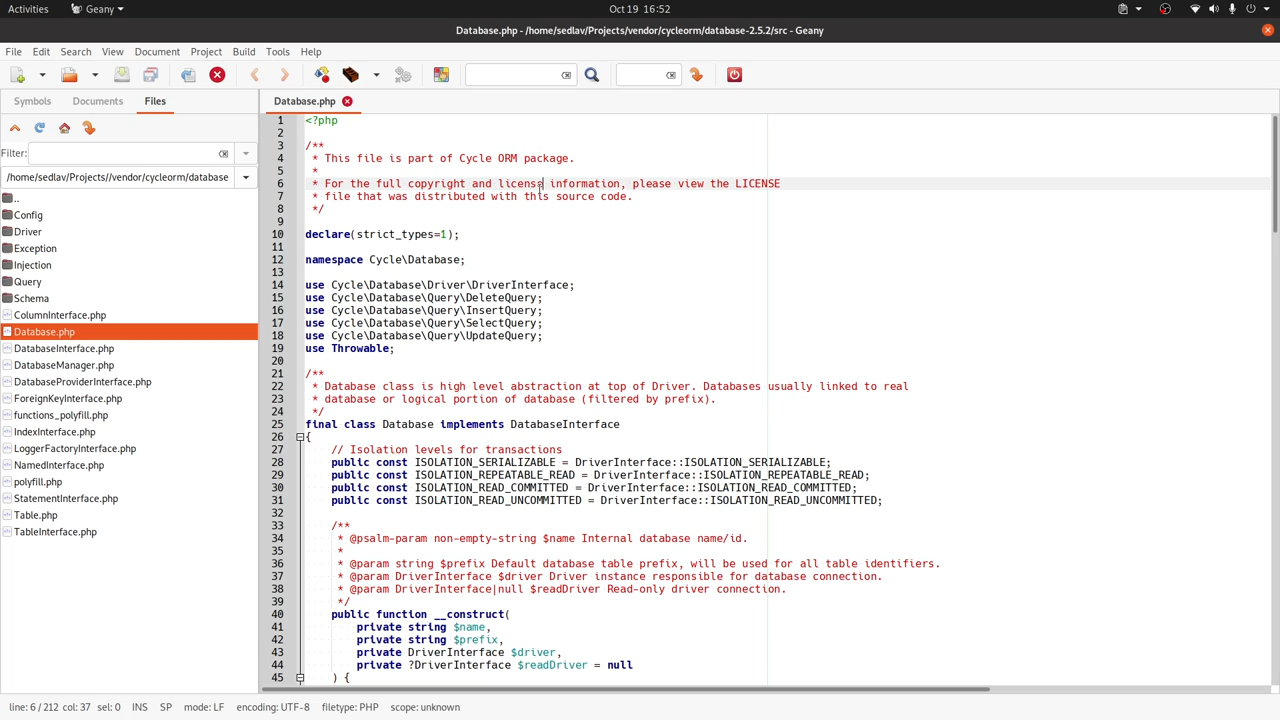 Activities
Geany
Oct 19 16:52
Database.php - /home/sedlav/Projects/vendor/cycleorm/database-2.5.2/src - Geany
File Edit Search View Document Project Build Tools Help
Symbols Documents Files
Database.php
Filter:
/home/sedlav/Projects//vendor/cycleorm/database
..
Config
Driver
Exception
Injection
Query
Schema
ColumnInterface.php
Database.php
DatabaseInterface.php
DatabaseManager.php
DatabaseProviderInterface.php
ForeignKeyInterface.php
functions_polyfill.php
IndexInterface.php
LoggerFactoryInterface.php
NamedInterface.php
polyfill.php
StatementInterface.php
Table.php
TableInterface.php
1 <?php
2
3 /**
4  * This file is part of Cycle ORM package.
5  *
6  * For the full copyright and license information, please view the LICENSE
7  * file that was distributed with this source code.
8  */
9
10 declare(strict_types=1);
11
12 namespace Cycle\Database;
13
14 use Cycle\Database\Driver\DriverInterface;
15 use Cycle\Database\Query\DeleteQuery;
16 use Cycle\Database\Query\InsertQuery;
17 use Cycle\Database\Query\SelectQuery;
18 use Cycle\Database\Query\UpdateQuery;
19 use Throwable;
20
21 /**
22  * Database class is high level abstraction at top of Driver. Databases usually linked to real
23  * database or logical portion of database (filtered by prefix).
24  */
25 final class Database implements DatabaseInterface
26 {
27     // Isolation levels for transactions
28     public const ISOLATION_SERIALIZABLE = DriverInterface::ISOLATION_SERIALIZABLE;
29     public const ISOLATION_REPEATABLE_READ = DriverInterface::ISOLATION_REPEATABLE_READ;
30     public const ISOLATION_READ_COMMITTED = DriverInterface::ISOLATION_READ_COMMITTED;
31     public const ISOLATION_READ_UNCOMMITTED = DriverInterface::ISOLATION_READ_UNCOMMITTED;
32
33     /**
34      * @psalm-param non-empty-string $name Internal database name/id.
35      *
36      * @param string $prefix Default database table prefix, will be used for all table identifiers.
37      * @param DriverInterface $driver Driver instance responsible for database connection.
38      * @param DriverInterface|null $readDriver Read-only driver connection.
39      */
40     public function __construct(
41         private string $name,
42         private string $prefix,
43         private DriverInterface $driver,
44         private ?DriverInterface $readDriver = null
45     ) {
line: 6 / 212 col: 37 sel: 0 INS SP mode: LF encoding: UTF-8 filetype: PHP scope: unknown